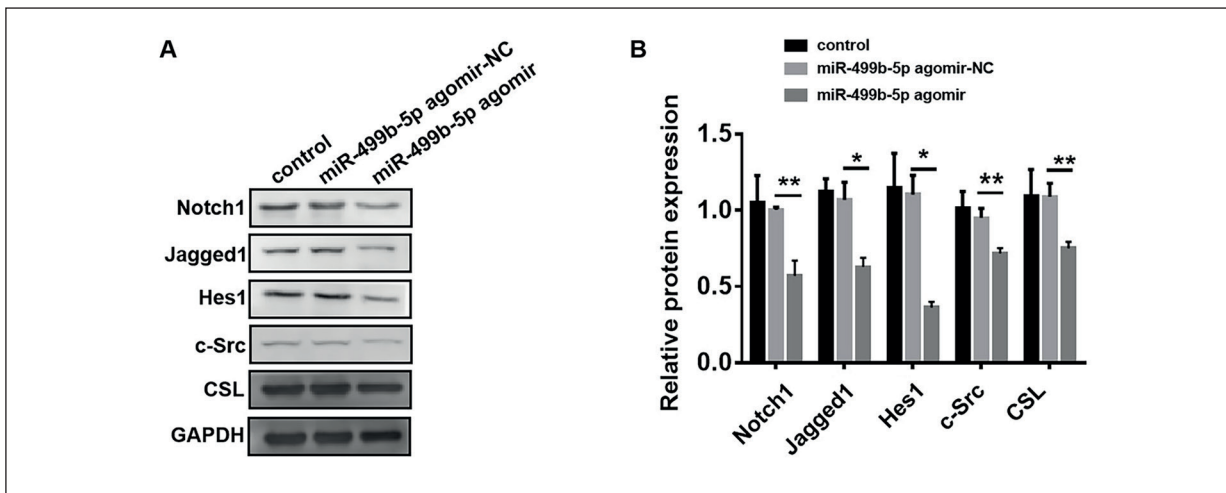 A
control
miR-499b-5p agomir-NC
miR-499b-5p agomir
Notch1
Jagged1
Hes1
c-Src
CSL
GAPDH
B
control
miR-499b-5p agomir-NC
miR-499b-5p agomir
Relative protein expression
1.5
1.0
0.5
0.0
** * * ** **
Notch1
Jagged1
Hes1
c-Src
CSL